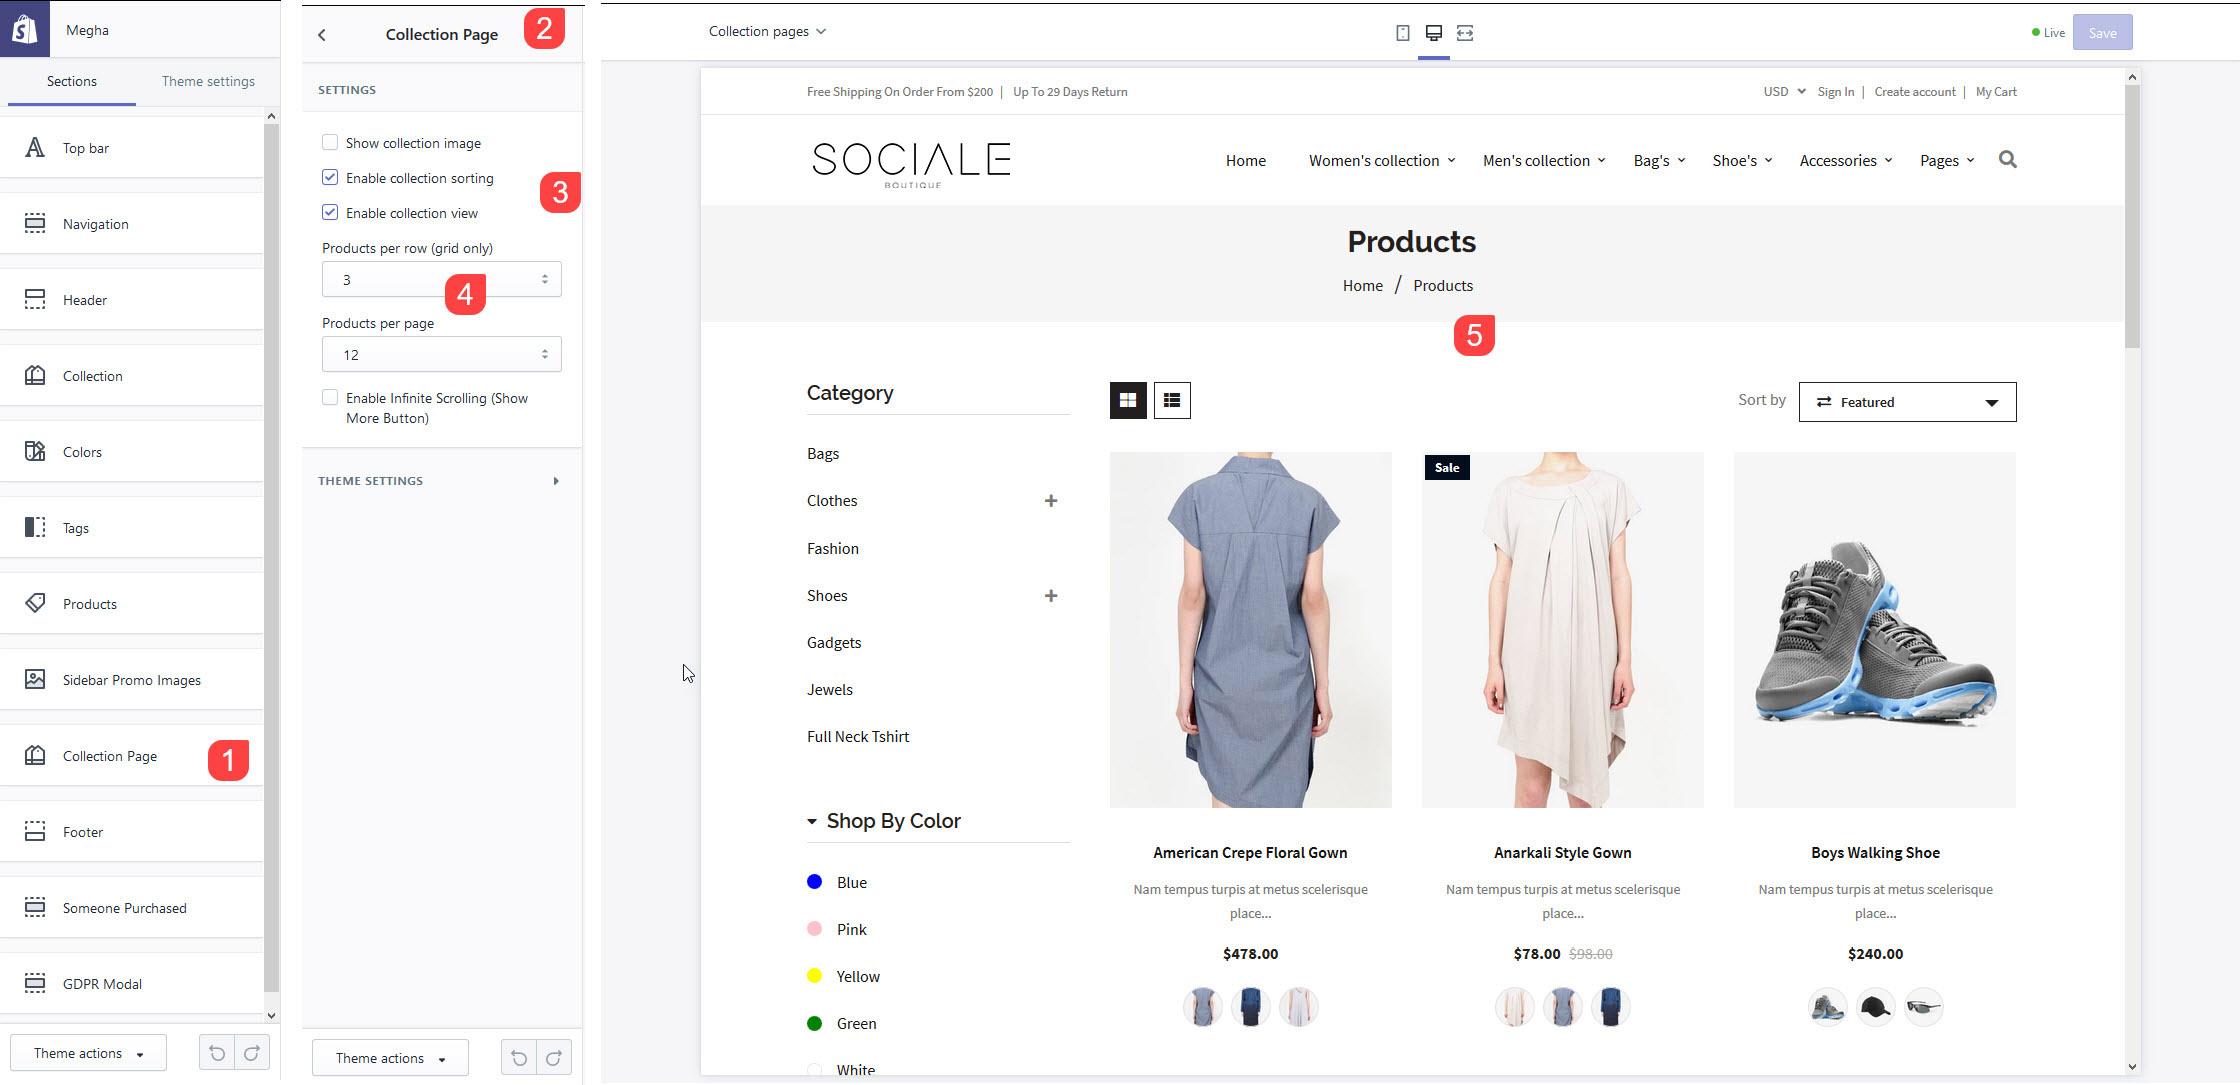 Megha
Sections Theme settings
Top bar
Navigation
Header
Collection
Colors
Tags
Products
Sidebar Promo Images
Collection Page 1
Footer
Someone Purchased
GDPR Modal
Theme actions
Collection Page 2
SETTINGS
Show collection image
Enable collection sorting
3
Enable collection view
Products per row (grid only)
3
4
Products per page
12
Enable Infinite Scrolling (Show
More Button)
THEME SETTINGS
Theme actions
Collection pages
Live Save
Free Shipping On Order From $200 | Up To 29 Days Return
USD Sign In | Create account | My Cart
SOCIALE
BOUTIQUE
Home Women's collection Men's collection Bag's Shoe's Accessories Pages
Products
Home / Products
5
Category
Bags
Clothes +
Fashion
Shoes +
Gadgets
Jewels
Full Neck Tshirt
Shop By Color
Blue
Pink
Yellow
Green
White
Sort by Featured
Sale
American Crepe Floral Gown
Nam tempus turpis at metus scelerisque
place...
$478.00
Anarkali Style Gown
Nam tempus turpis at metus scelerisque
place...
$78.00 $98.00
Boys Walking Shoe
Nam tempus turpis at metus scelerisque
place...
$240.00